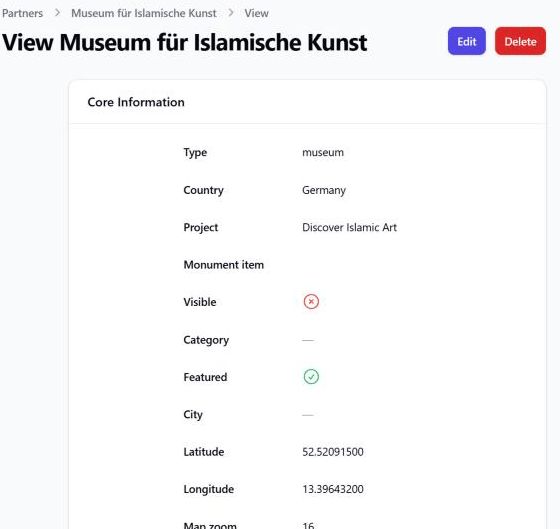 Partners > Museum für Islamische Kunst > View
View Museum für Islamische Kunst
Edit
Delete
Core Information
Type museum
Country Germany
Project Discover Islamic Art
Monument item
Visible
Category —
Featured
City —
Latitude 52.52091500
Longitude 13.39643200
Map zoom 16